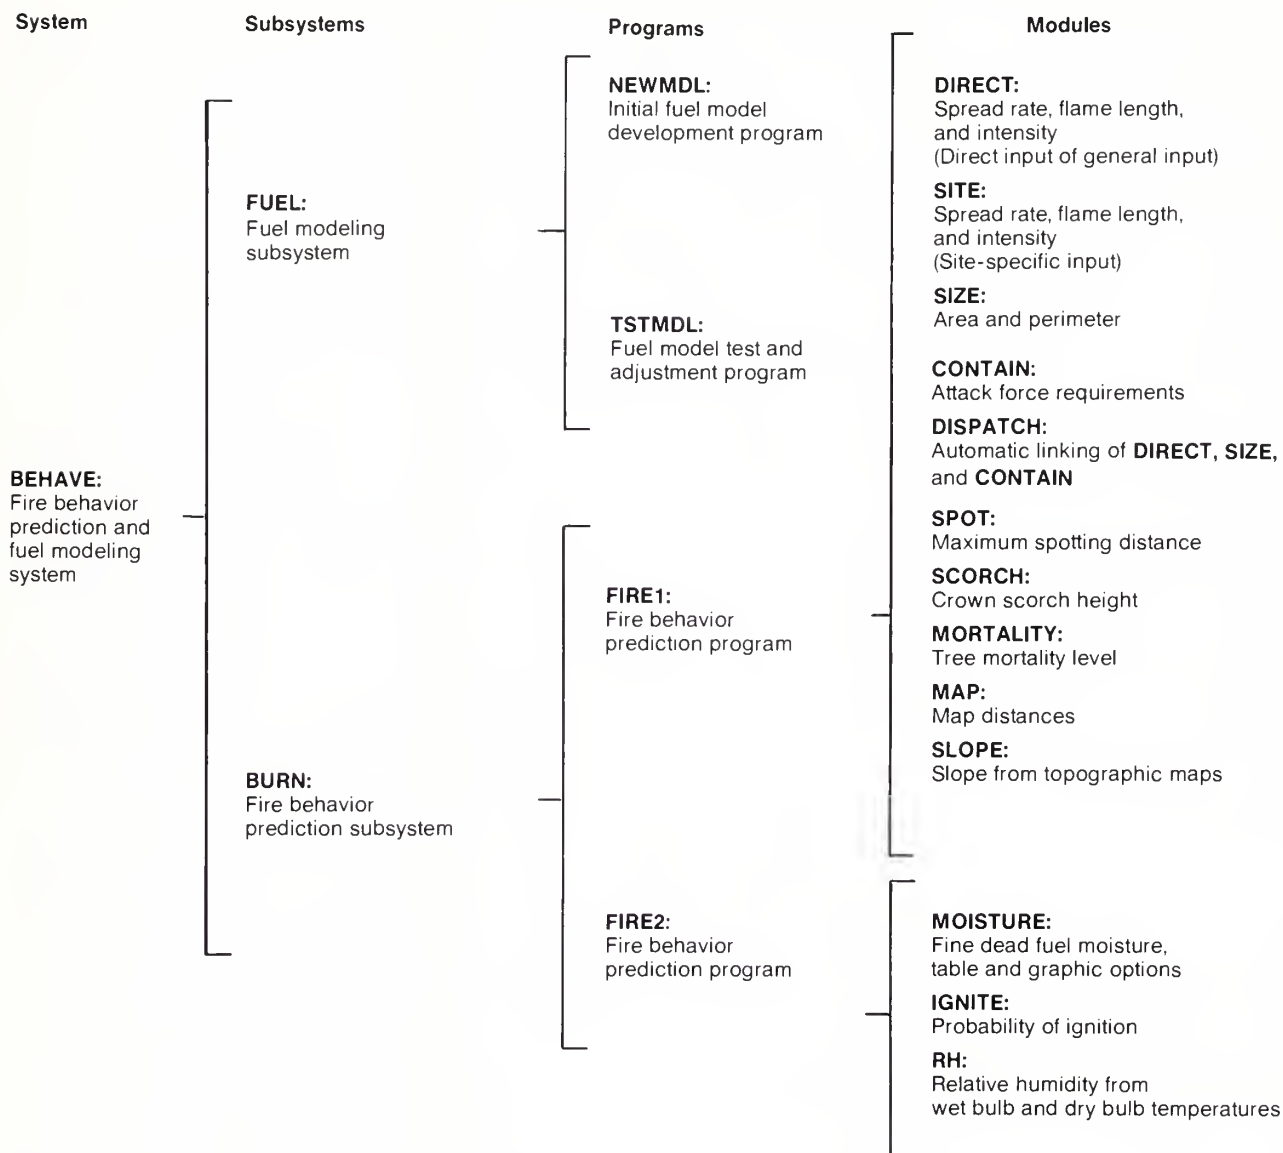 System
Subsystems
Programs
Modules
BEHAVE:
Fire behavior
prediction and
fuel modeling
system
FUEL:
Fuel modeling
subsystem
BURN:
Fire behavior
prediction subsystem
NEWMDL:
Initial fuel model
development program
TSTMDL:
Fuel model test and
adjustment program
FIRE1:
Fire behavior
prediction program
FIRE2:
Fire behavior
prediction program
DIRECT:
Spread rate, flame length,
and intensity
(Direct input of general input)
SITE:
Spread rate, flame length,
and intensity
(Site-specific input)
SIZE:
Area and perimeter
CONTAIN:
Attack force requirements
DISPATCH:
Automatic linking of DIRECT, SIZE,
and CONTAIN
SPOT:
Maximum spotting distance
SCORCH:
Crown scorch height
MORTALITY:
Tree mortality level
MAP:
Map distances
SLOPE:
Slope from topographic maps
MOISTURE:
Fine dead fuel moisture,
table and graphic options
IGNITE:
Probability of ignition
RH:
Relative humidity from
wet bulb and dry bulb temperatures